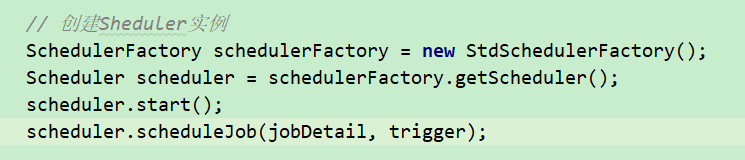 // 创建Sheduler实例
SchedulerFactory schedulerFactory = new StdSchedulerFactory();
Scheduler scheduler = schedulerFactory.getScheduler();
scheduler.start();
scheduler.scheduleJob(jobDetail, trigger);